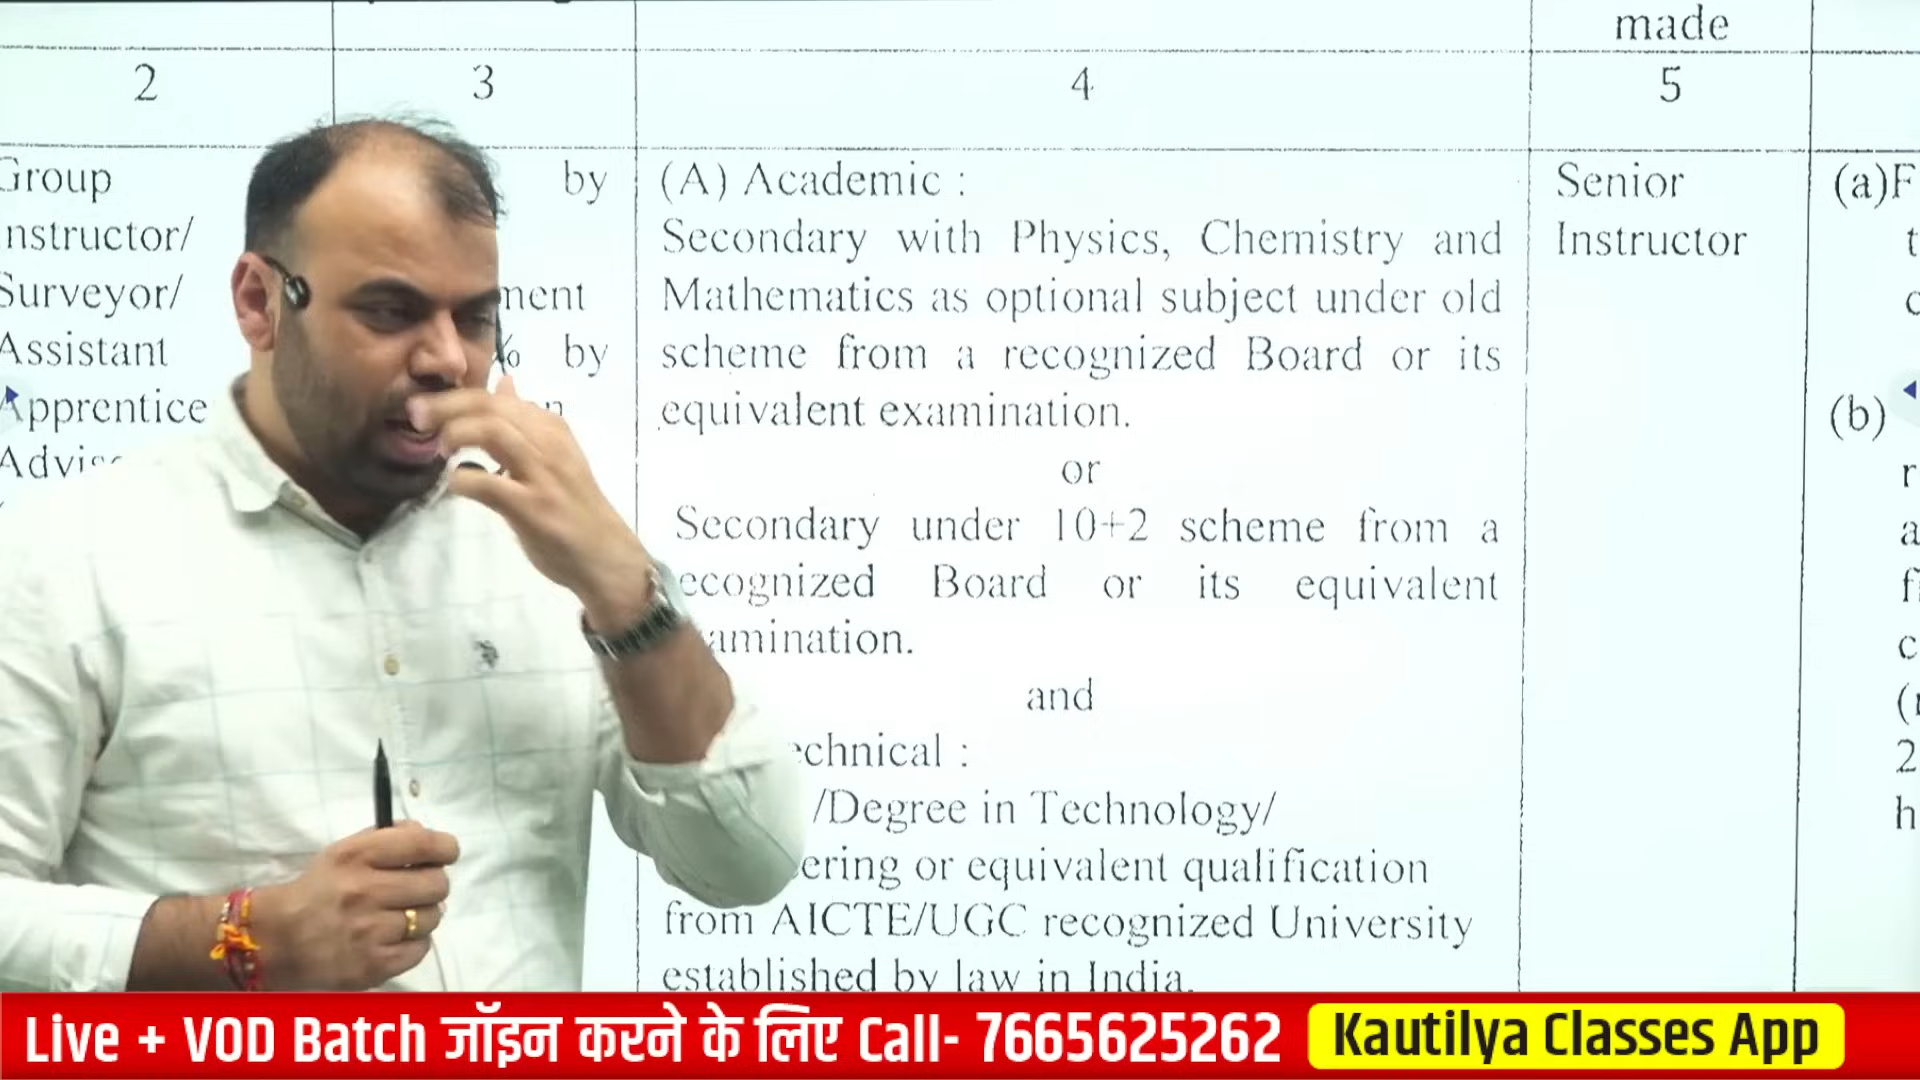 made
2 3 4 5
Group
Instructor/
Surveyor/
Assistant
Apprentice
by
by
(A) Academic :
Secondary with Physics, Chemistry and
Mathematics as optional subject under old
scheme from a recognized Board or its
equivalent examination.
or
Secondary under 10+2 scheme from a
ecognized Board or its equivalent
amination.
and
echnical :
/Degree in Technology/
ering or equivalent qualification
from AICTE/UGC recognized University
established by law in India.
Senior
Instructor
(a)F
(b)
Live + VOD Batch जॉइन करने के लिए Call- 7665625262
Kautilya Classes App